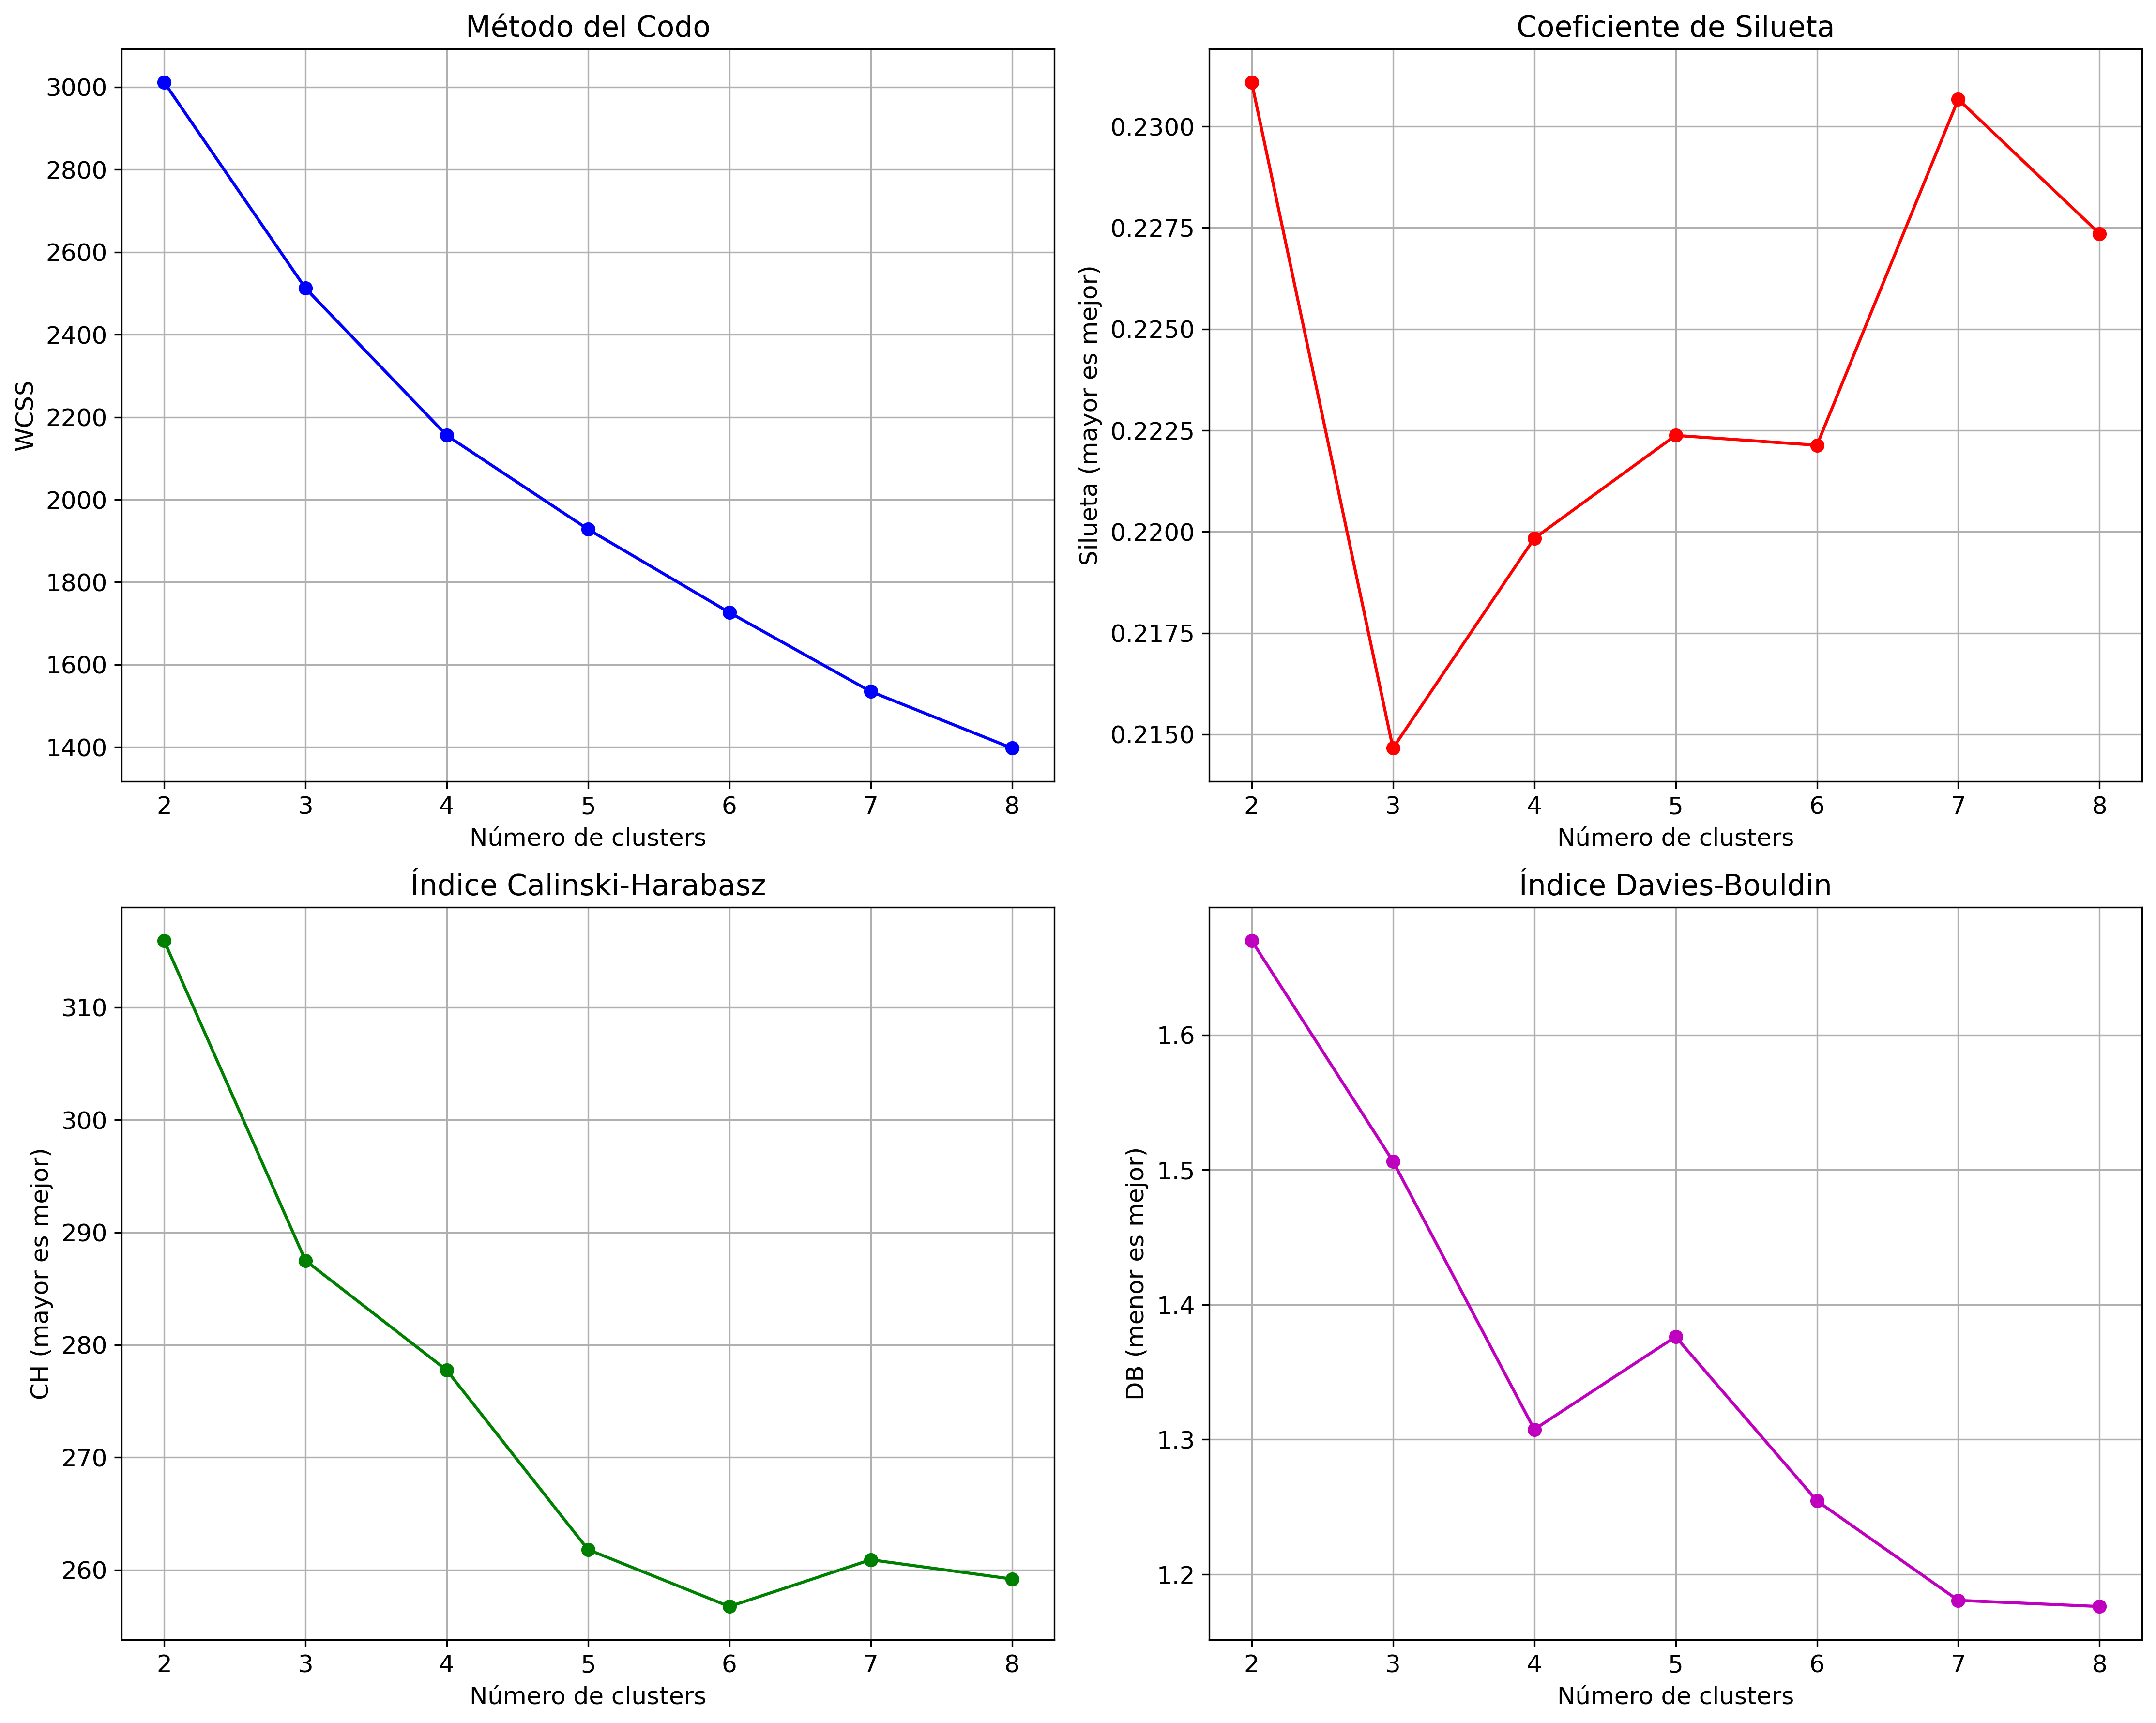 Método del Codo
3000
2800
2600
2400
2200
2000
1800
1600
1400
WCSS
2 3 4 5 6 7 8
Número de clusters
Coeficiente de Silueta
0.2300
0.2275
0.2250
0.2225
0.2200
0.2175
0.2150
Silueta (mayor es mejor)
2 3 4 5 6 7 8
Número de clusters
Índice Calinski-Harabasz
310
300
290
280
270
260
CH (mayor es mejor)
2 3 4 5 6 7 8
Número de clusters
Índice Davies-Bouldin
1.6
1.5
1.4
1.3
1.2
DB (menor es mejor)
2 3 4 5 6 7 8
Número de clusters